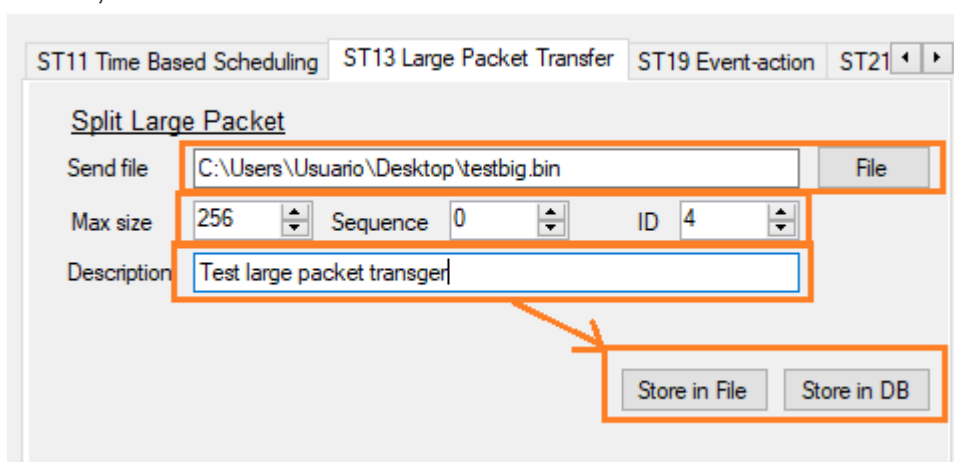 ST11 Time Based Scheduling ST13 Large Packet Transfer ST19 Event-action ST21
Split Large Packet
Send file C:\Users\Usuario\Desktop\testbig.bin File
Max size 256 Sequence 0 ID 4
Description Test large packet transger
Store in File Store in DB